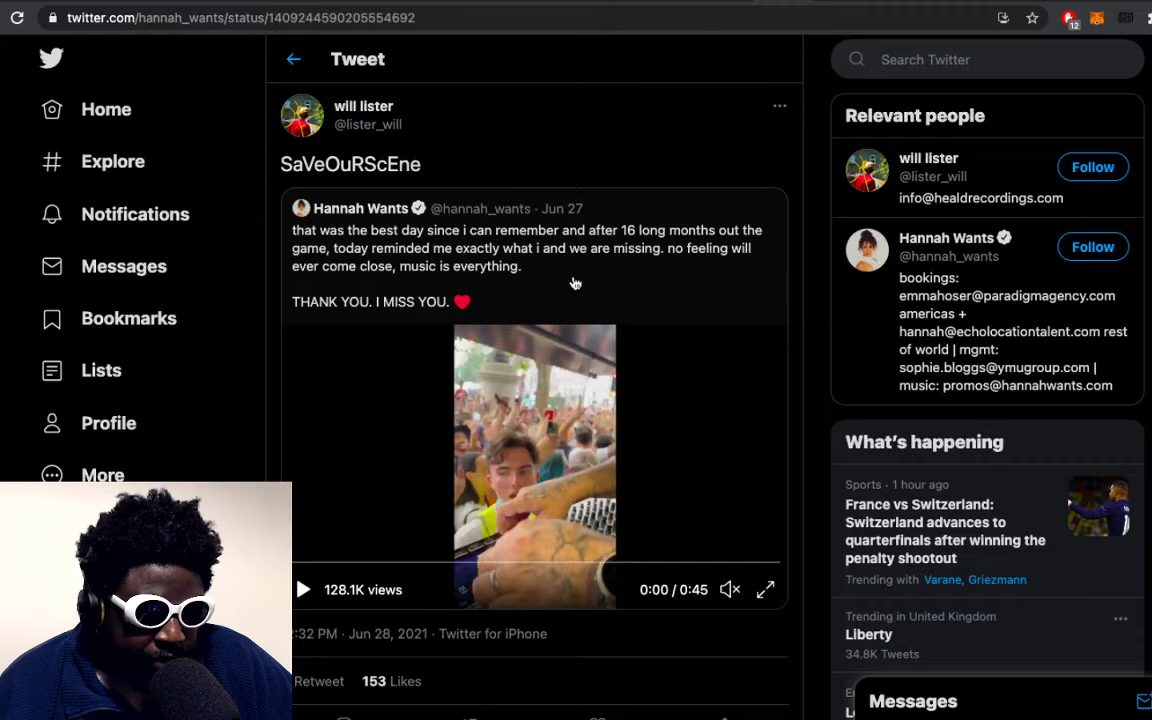 twitter.com/hannah_wants/status/1409244590205554692
12
Home
Explore
Notifications
Messages
Bookmarks
Lists
Profile
More
Tweet
will lister
@lister_will
SaVeOuRScEne
Hannah Wants @hannah_wants · Jun 27
that was the best day since i can remember and after 16 long months out the
game, today reminded me exactly what i and we are missing. no feeling will
ever come close, music is everything.
THANK YOU. I MISS YOU. ❤️
128.1K views
0:00 / 0:45
:32 PM · Jun 28, 2021 · Twitter for iPhone
Retweet 153 Likes
Search Twitter
Relevant people
will lister
@lister_will
Follow
info@healdrecordings.com
Hannah Wants
@hannah_wants
Follow
bookings:
emmahoser@paradigmagency.com
americas +
hannah@echolocationtalent.com rest
of world | mgmt:
sophie.bloggs@ymugroup.com |
music: promos@hannahwants.com
What's happening
Sports · 1 hour ago
France vs Switzerland:
Switzerland advances to
quarterfinals after winning the
penalty shootout
Trending with Varane, Griezmann
Trending in United Kingdom
Liberty
34.8K Tweets
Messages